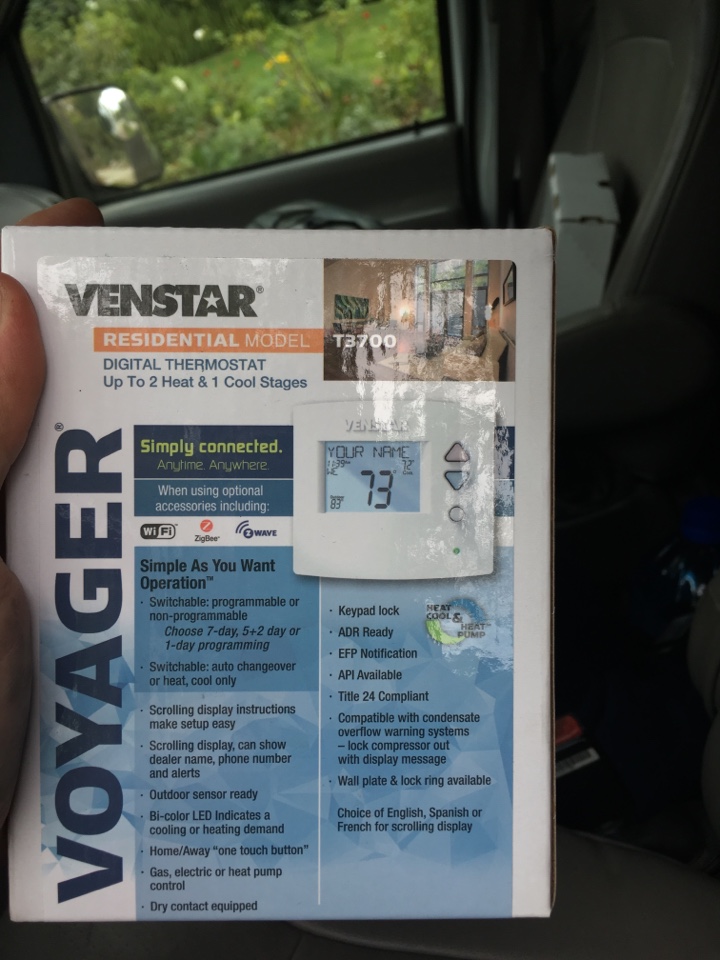 VENSTAR®
RESIDENTIAL MODEL T3700
DIGITAL THERMOSTAT
Up To 2 Heat & 1 Cool Stages
VOYAGER®
Simply connected.
Anytime. Anywhere.
When using optional
accessories including:
Wi Fi ZigBee® Z WAVE
VENSTAR
YOUR NAME
11:39
72°
73°
83°
Simple As You Want
Operation™
· Switchable: programmable or
non-programmable
Choose 7-day, 5+2 day or
1-day programming
· Switchable: auto changeover
or heat, cool only
· Scrolling display instructions
make setup easy
· Scrolling display, can show
dealer name, phone number
and alerts
· Outdoor sensor ready
· Bi-color LED Indicates a
cooling or heating demand
· Home/Away “one touch button”
· Gas, electric or heat pump
control
· Dry contact equipped
HEAT
COOL &
HEAT
PUMP
· Keypad lock
· ADR Ready
· EFP Notification
· API Available
· Title 24 Compliant
· Compatible with condensate
overflow warning systems
– lock compressor out
with display message
· Wall plate & lock ring available
Choice of English, Spanish or
French for scrolling display